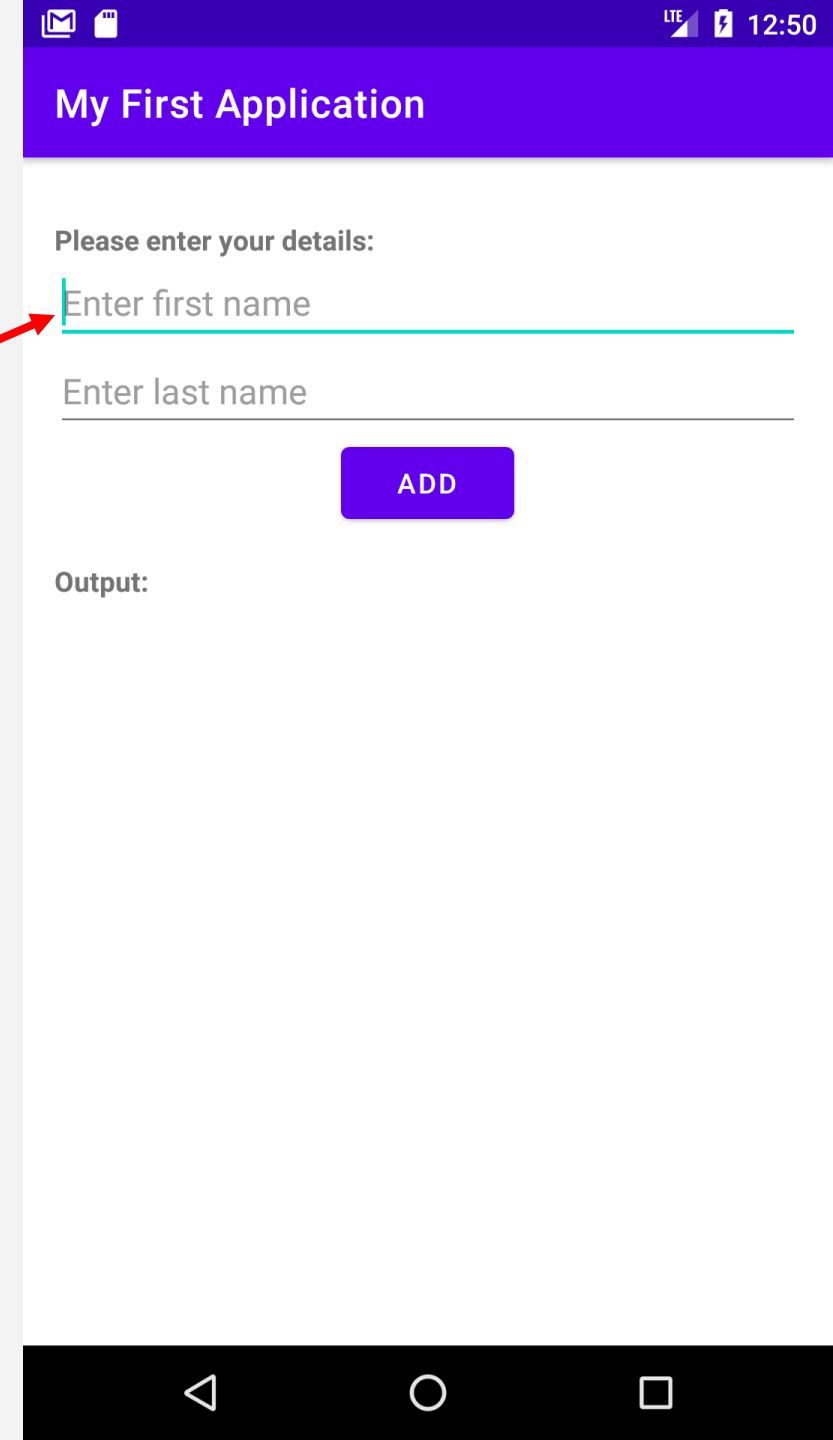 LTE 12:50
My First Application
Please enter your details:
Enter first name
Enter last name
ADD
Output: